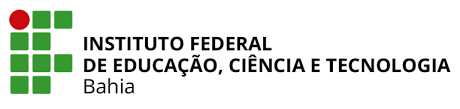 INSTITUTO FEDERAL
DE EDUCAÇÃO, CIÊNCIA E TECNOLOGIA
Bahia